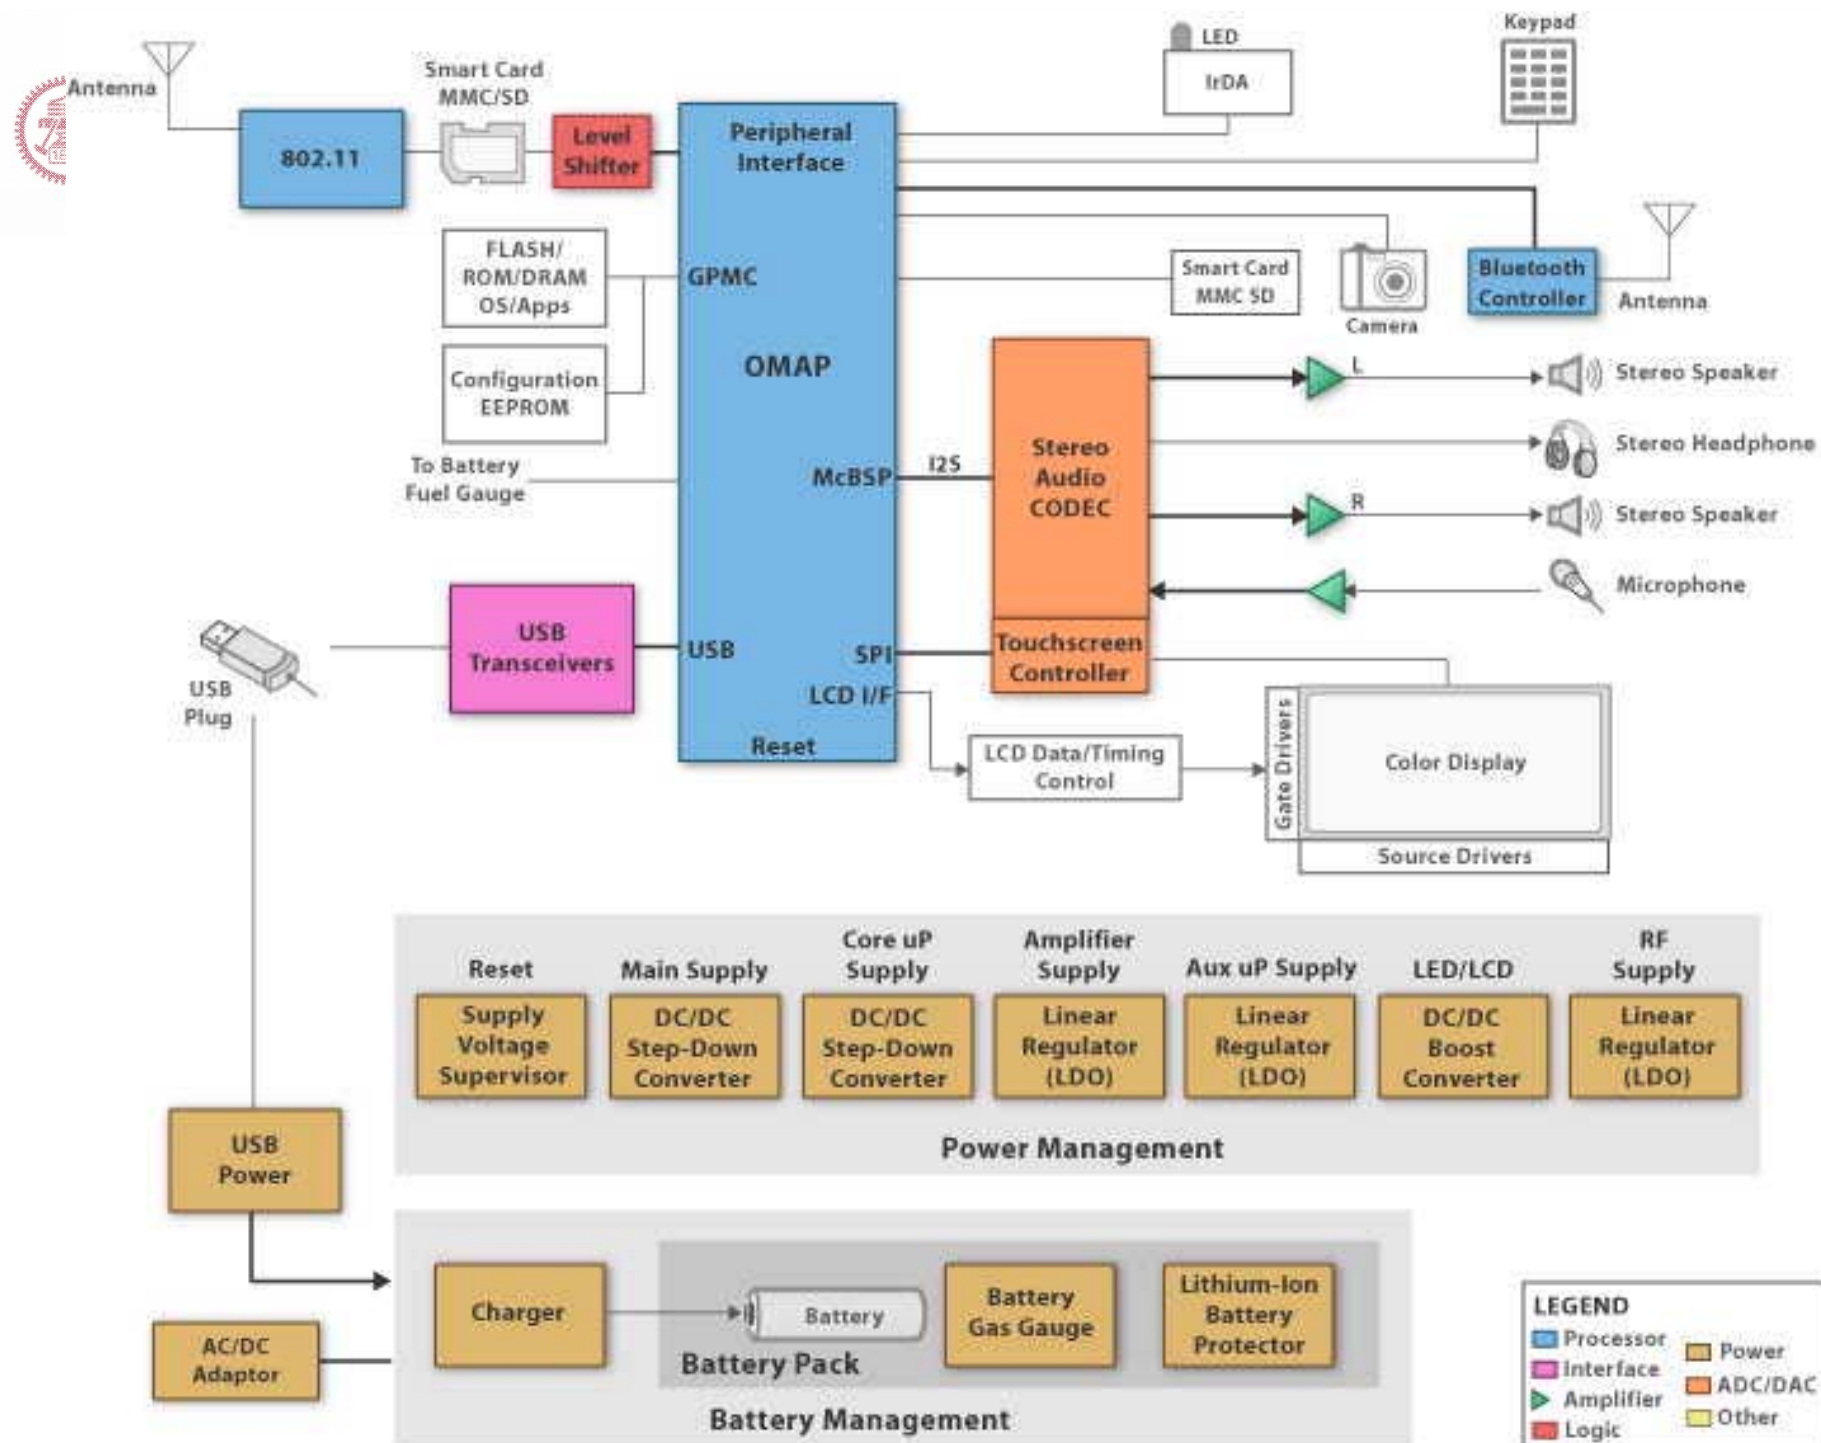 Antenna
802.11
Smart Card
MMC/SD
Level
Shifter
Peripheral
Interface
LED
IrDA
Keypad
FLASH/
ROM/DRAM
OS/Apps
GPMC
Smart Card
MMC SD
Camera
Bluetooth
Controller
Antenna
Configuration
EEPROM
OMAP
L
Stereo Speaker
Stereo
Audio
CODEC
Stereo Headphone
To Battery
Fuel Gauge
McBSP
I2S
R
Stereo Speaker
Microphone
USB
Transceivers
USB
SPI
Touchscreen
Controller
LCD I/F
Reset
USB
Plug
LCD Data/Timing
Control
Gate Drivers
Color Display
Source Drivers
Reset
Supply
Voltage
Supervisor
Main Supply
DC/DC
Step-Down
Converter
Core uP
Supply
DC/DC
Step-Down
Converter
Amplifier
Supply
Linear
Regulator
(LDO)
Aux uP Supply
Linear
Regulator
(LDO)
LED/LCD
DC/DC
Boost
Converter
RF
Supply
Linear
Regulator
(LDO)
Power Management
USB
Power
AC/DC
Adaptor
Charger
Battery
Battery
Gas Gauge
Lithium-Ion
Battery
Protector
Battery Pack
Battery Management
LEGEND
Processor
Interface
Amplifier
Logic
Power
ADC/DAC
Other